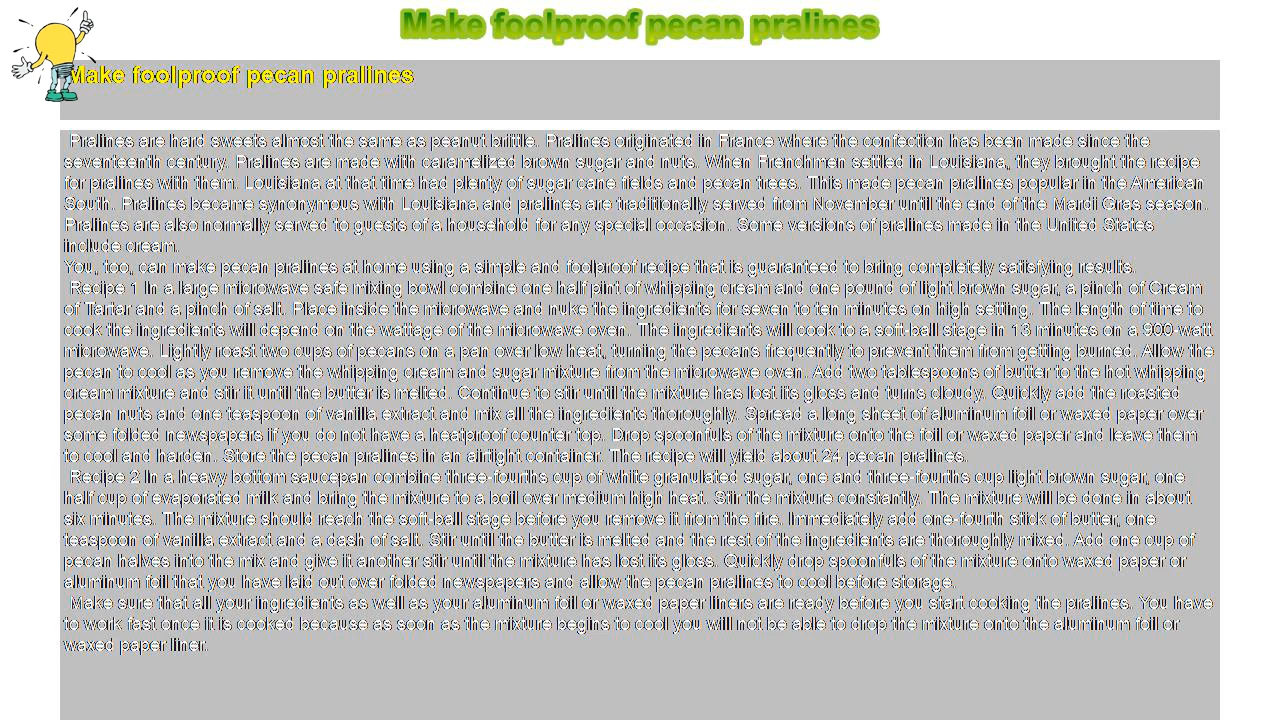 Make foolproof pecan pralines
Make foolproof pecan pralines
Pralines are hard sweets almost the same as peanut brittle. Pralines originated in France where the confection has been made since the
seventeenth century. Pralines are made with caramelized brown sugar and nuts. When Frenchmen settled in Louisiana, they brought the recipe
for pralines with them. Louisiana at that time had plenty of sugar cane fields and pecan trees. This made pecan pralines popular in the American
South. Pralines became synonymous with Louisiana and pralines are traditionally served from November until the end of the Mardi Gras season.
Pralines are also normally served to guests of a household for any special occasion. Some versions of pralines made in the United States
include cream.
You, too, can make pecan pralines at home using a simple and foolproof recipe that is guaranteed to bring completely satisfying results.
Recipe 1 In a large microwave safe mixing bowl combine one half pint of whipping cream and one pound of light brown sugar, a pinch of Cream
of Tartar and a pinch of salt. Place inside the microwave and nuke the ingredients for seven to ten minutes on high setting. The length of time to
cook the ingredients will depend on the wattage of the microwave oven. The ingredients will cook to a soft-ball stage in 13 minutes on a 900-watt
microwave. Lightly roast two cups of pecans on a pan over low heat, turning the pecans frequently to prevent them from getting burned. Allow the
pecan to cool as you remove the whipping cream and sugar mixture from the microwave oven. Add two tablespoons of butter to the hot whipping
cream mixture and stir it until the butter is melted. Continue to stir until the mixture has lost its gloss and turns cloudy. Quickly add the roasted
pecan nuts and one teaspoon of vanilla extract and mix all the ingredients thoroughly. Spread a long sheet of aluminum foil or waxed paper over
some folded newspapers if you do not have a heatproof counter top. Drop spoonfuls of the mixture onto the foil or waxed paper and leave them
to cool and harden. Store the pecan pralines in an airtight container. The recipe will yield about 24 pecan pralines.
Recipe 2 In a heavy bottom saucepan combine three-fourths cup of white granulated sugar, one and three-fourths cup light brown sugar, one
half cup of evaporated milk and bring the mixture to a boil over medium high heat. Stir the mixture constantly. The mixture will be done in about
six minutes. The mixture should reach the soft-ball stage before you remove it from the fire. Immediately add one-fourth stick of butter, one
teaspoon of vanilla extract and a dash of salt. Stir until the butter is melted and the rest of the ingredients are thoroughly mixed. Add one cup of
pecan halves into the mix and give it another stir until the mixture has lost its gloss. Quickly drop spoonfuls of the mixture onto waxed paper or
aluminum foil that you have laid out over folded newspapers and allow the pecan pralines to cool before storage.
Make sure that all your ingredients as well as your aluminum foil or waxed paper liners are ready before you start cooking the pralines. You have
to work fast once it is cooked because as soon as the mixture begins to cool you will not be able to drop the mixture onto the aluminum foil or
waxed paper liner.